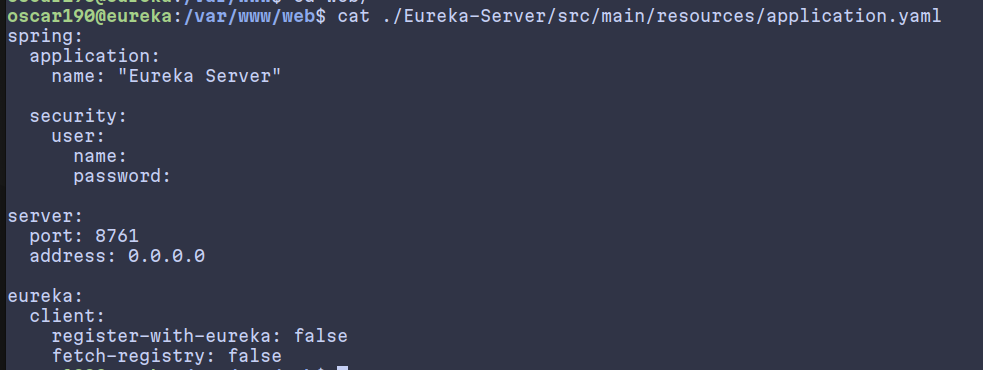 oscar190@eureka:/var/www/web$ cat ./Eureka-Server/src/main/resources/application.yaml
spring:
  application:
    name: "Eureka Server"

  security:
    user:
      name:
      password:

server:
  port: 8761
  address: 0.0.0.0

eureka:
  client:
    register-with-eureka: false
    fetch-registry: false